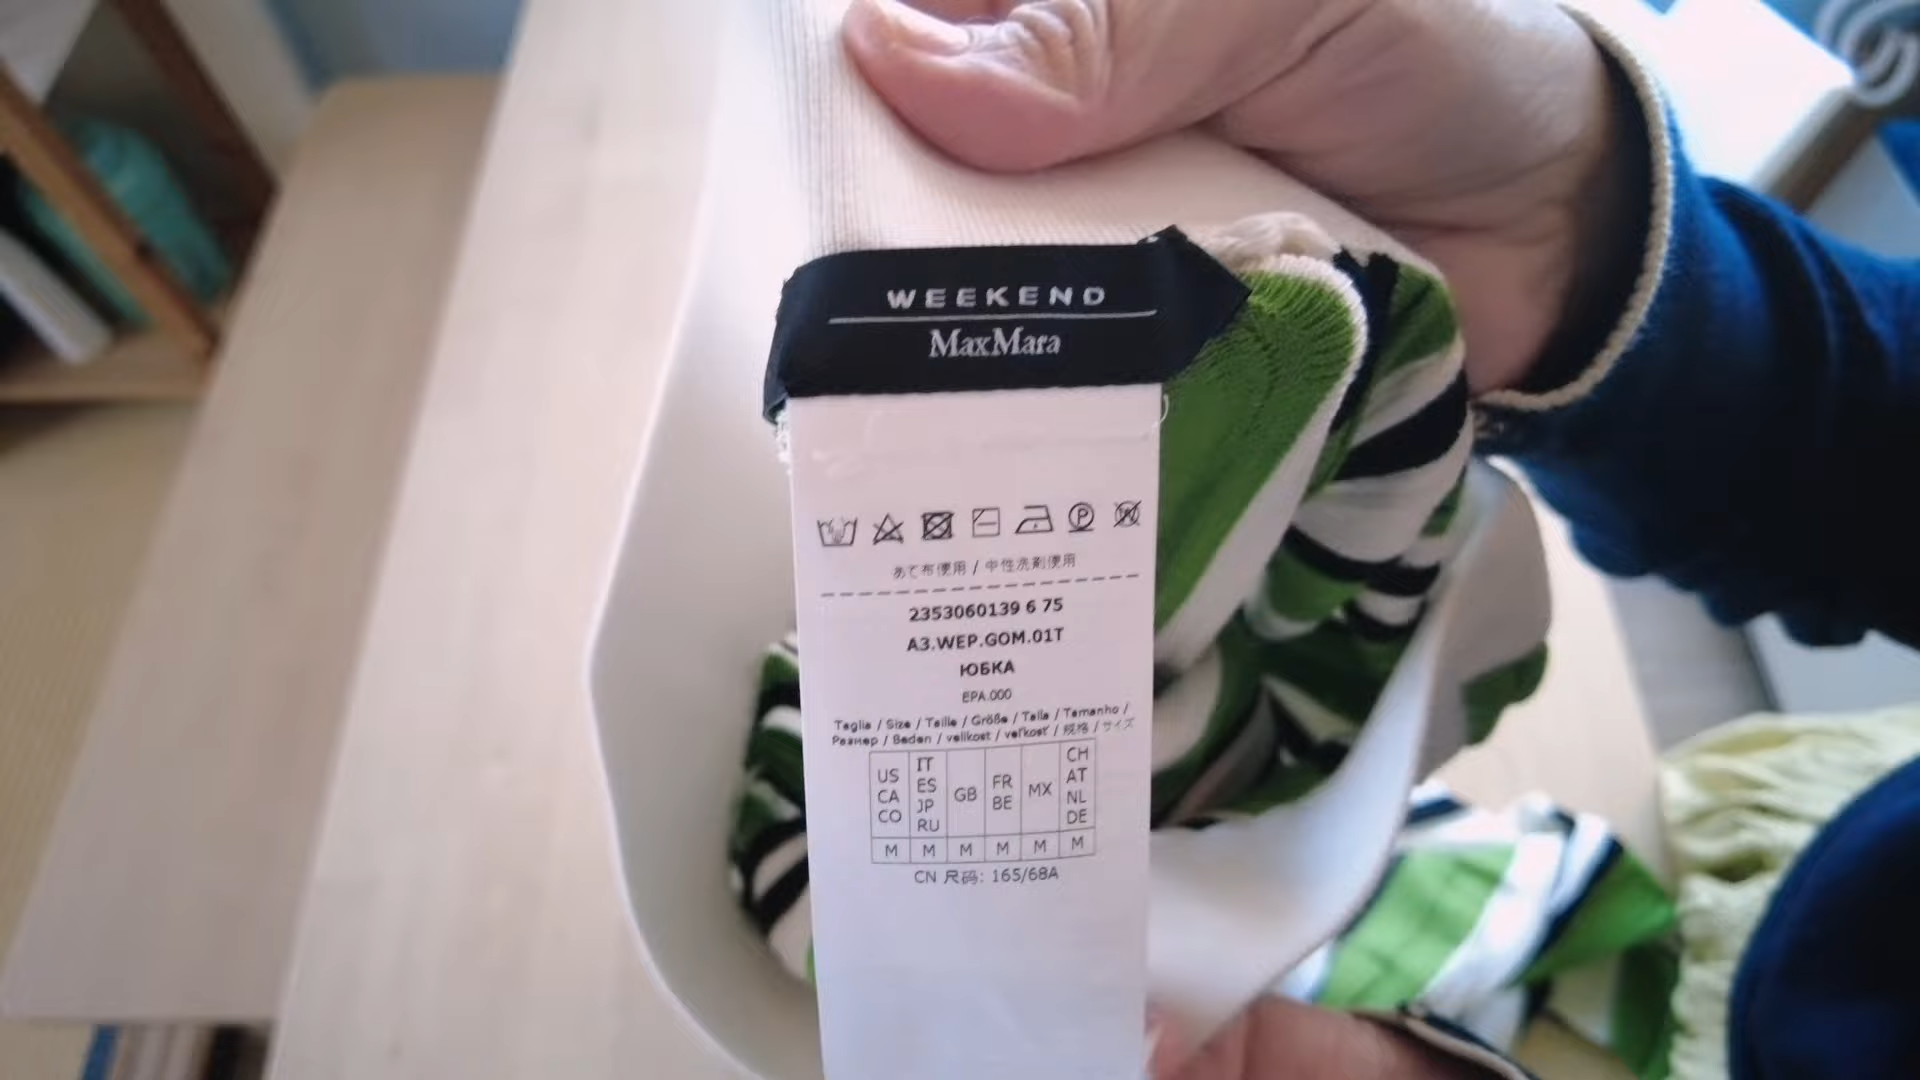 WEEKEND
MaxMara
あて布使用 / 中性洗剤使用
2353060139 6 75
A3.WEP.GOM.01T
ЮБКА
EPA.000
Taglia / Size / Taille / Größe / Talla / Tamanho /
Размер / Beden / velikost / veľkosť / 规格 / サイズ
US CA CO IT ES JP RU GB FR BE MX CH AT NL DE
M M M M M M
CN 尺码: 165/68A